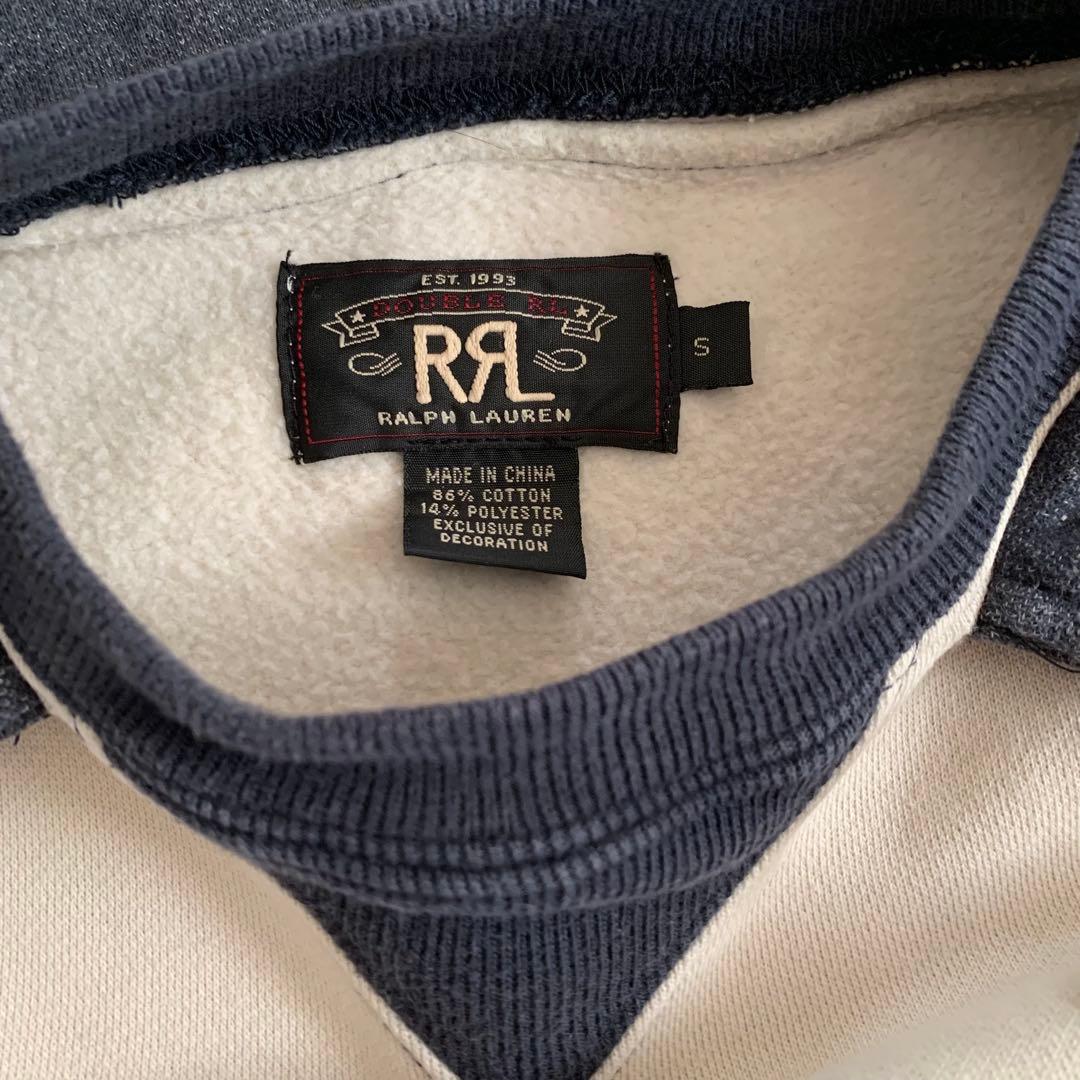 EST. 1993
DOUBLE RL
RRL
RALPH LAUREN
S
MADE IN CHINA
86% COTTON
14% POLYESTER
EXCLUSIVE OF
DECORATION